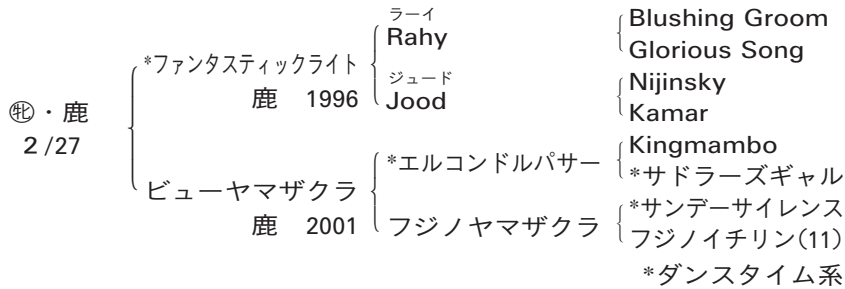 ラーイ
Rahy
Blushing Groom
Glorious Song
*ファンタスティックライト
鹿 1996
ジュード
Jood
Nijinsky
Kamar
㊛・鹿
2/27
ビューヤマザクラ
鹿 2001
*エルコンドルパサー
Kingmambo
*サドラーズギャル
フジノヤマザクラ
*サンデーサイレンス
フジノイチリン(11)
*ダンスタイム系